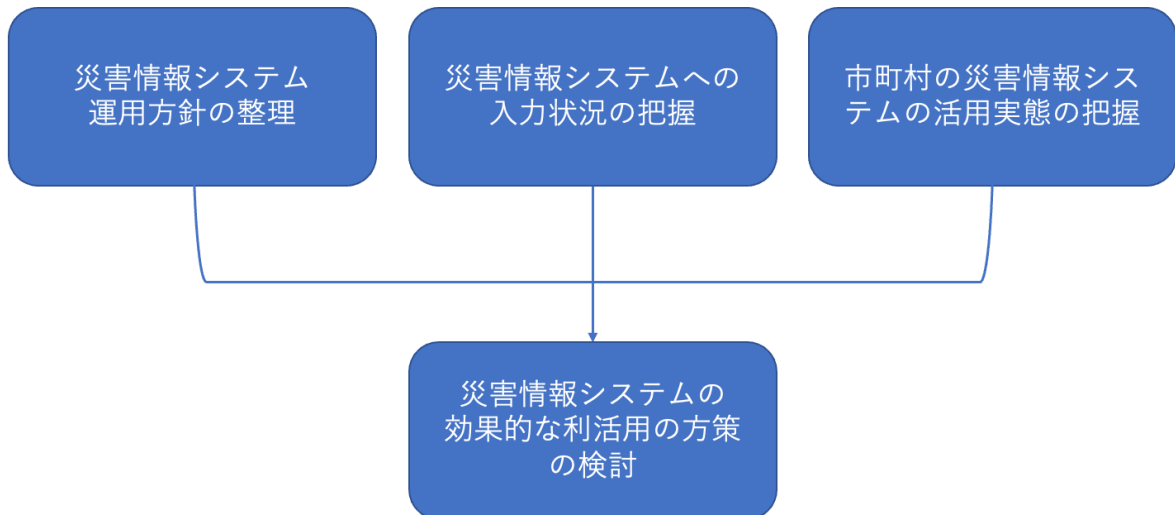 災害情報システム
運用方針の整理
災害情報システムへの
入力状況の把握
市町村の災害情報シス
テムの活用実態の把握
災害情報システムの
効果的な利活用の方策
の検討